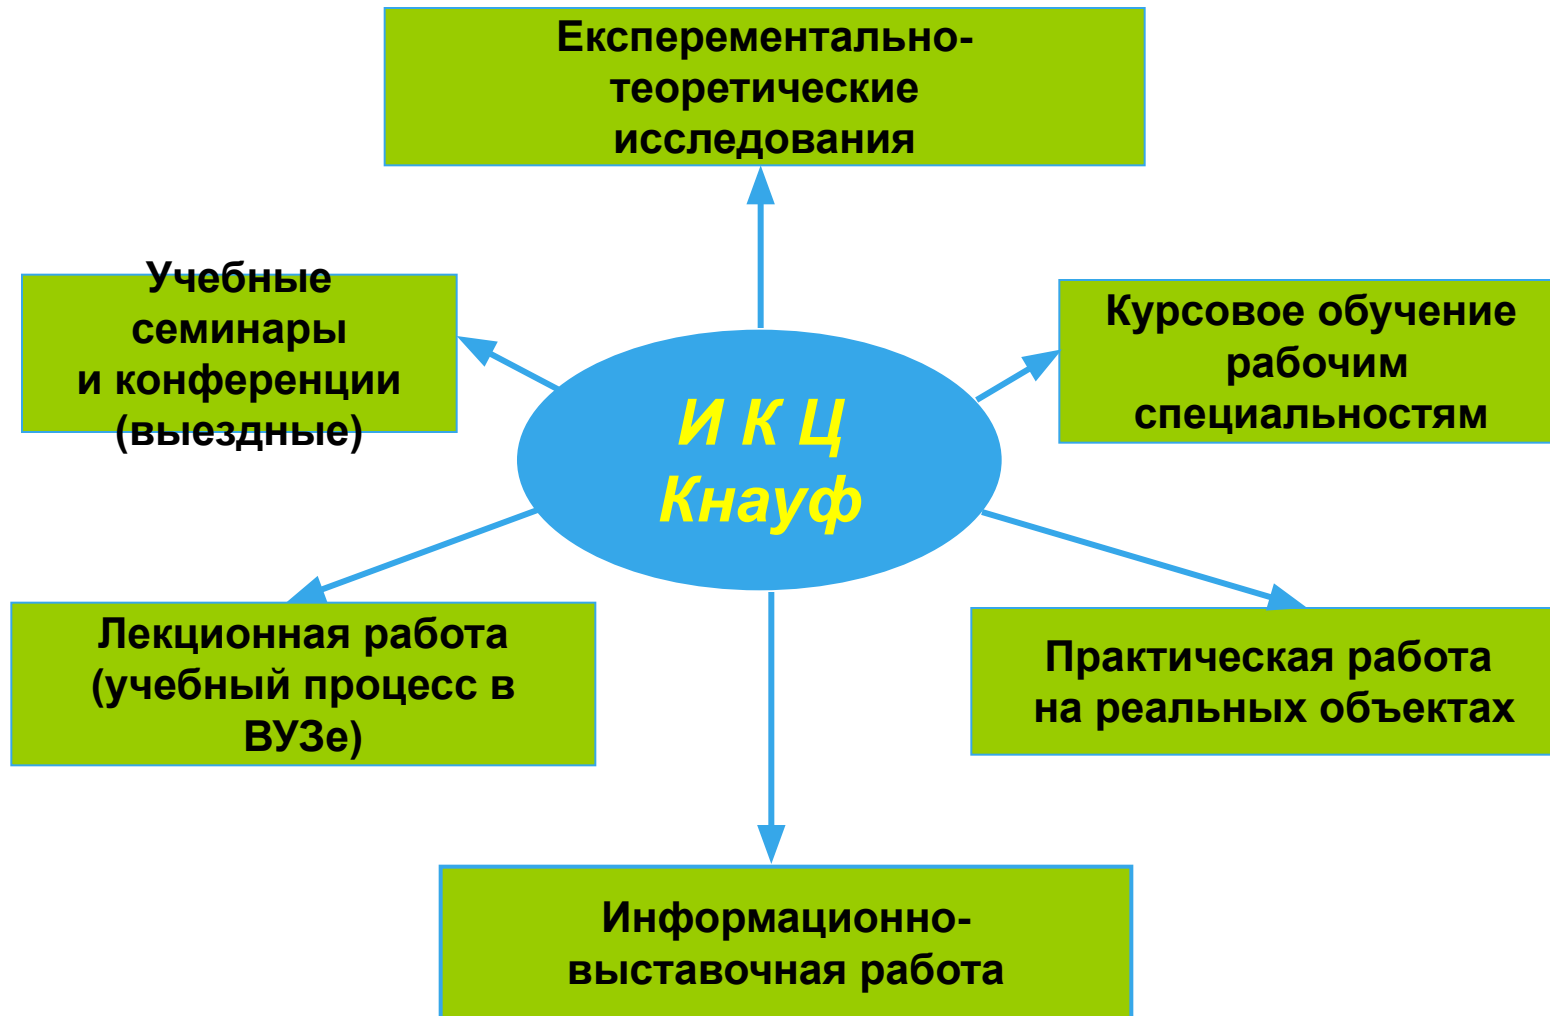 Експерементально-
теоретические
исследования
Учебные
семинары
и конференции
(выездные)
Курсовое обучение
рабочим
специальностям
И К Ц
Кнауф
Лекционная работа
(учебный процесс в
ВУЗе)
Практическая работа
на реальных объектах
Информационно-
выставочная работа